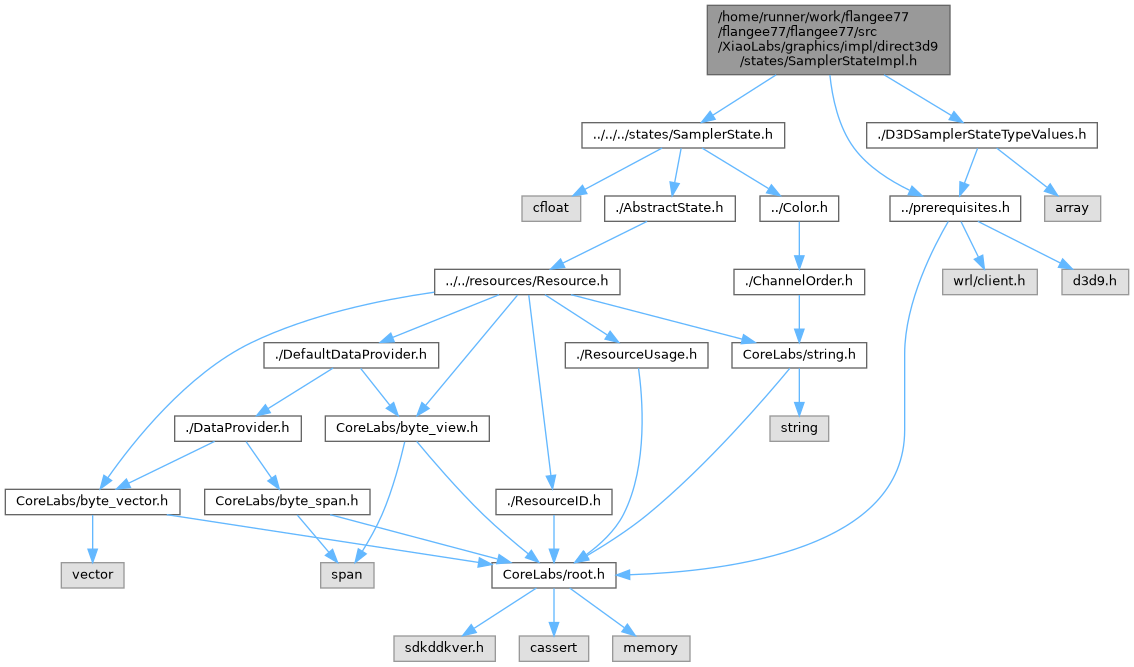 /home/runner/work/flangee77
/flangee77/flangee77/src
/XiaoLabs/graphics/impl/direct3d9
/states/SamplerStateImpl.h
../../../states/SamplerState.h
./D3DSamplerStateTypeValues.h
cfloat
./AbstractState.h
../Color.h
../prerequisites.h
array
../../resources/Resource.h
./ChannelOrder.h
wrl/client.h
d3d9.h
./DefaultDataProvider.h
./ResourceUsage.h
CoreLabs/string.h
./DataProvider.h
CoreLabs/byte_view.h
string
CoreLabs/byte_vector.h
CoreLabs/byte_span.h
./ResourceID.h
vector
span
CoreLabs/root.h
sdkddkver.h
cassert
memory